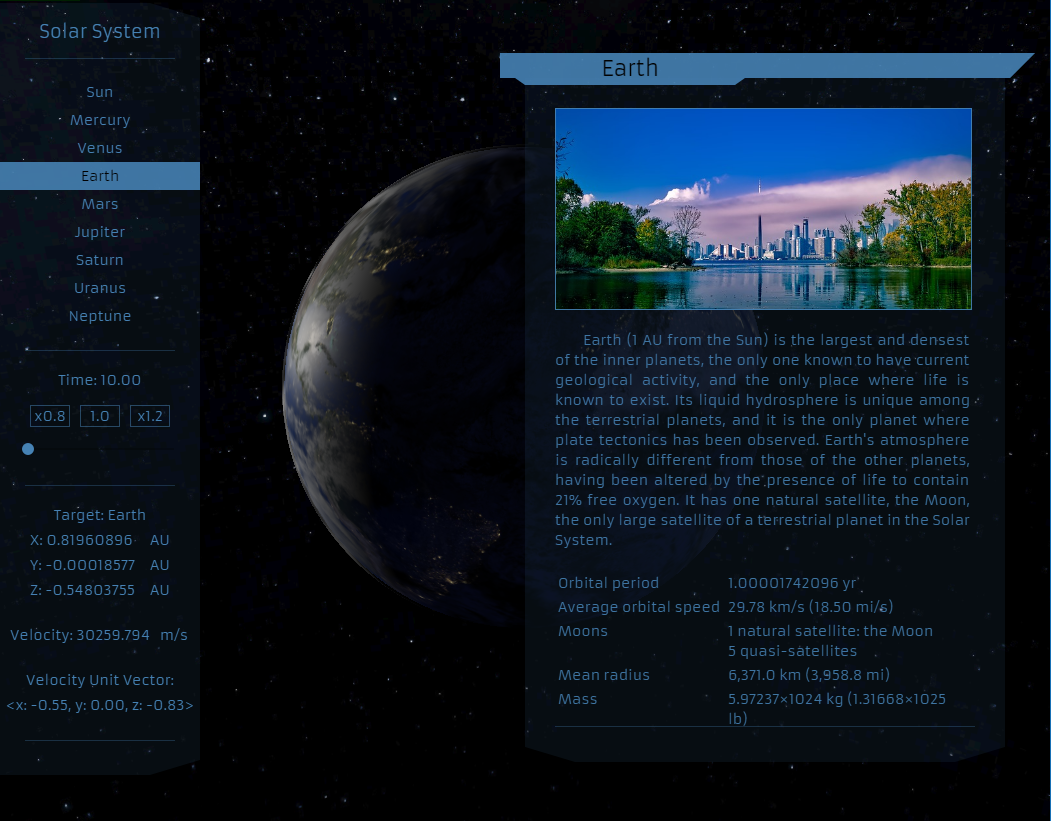 Solar System
Sun
Mercury
Venus
Earth
Mars
Jupiter
Saturn
Uranus
Neptune
Time: 10.00
x0.8 1.0 x1.2
Target: Earth
X: 0.81960896 AU
Y: -0.00018577 AU
Z: -0.54803755 AU
Velocity: 30259.794 m/s
Velocity Unit Vector:
<x: -0.55, y: 0.00, z: -0.83>
Earth
Earth (1 AU from the Sun) is the largest and densest
of the inner planets, the only one known to have current
geological activity, and the only place where life is
known to exist. Its liquid hydrosphere is unique among
the terrestrial planets, and it is the only planet where
plate tectonics has been observed. Earth's atmosphere
is radically different from those of the other planets,
having been altered by the presence of life to contain
21% free oxygen. It has one natural satellite, the Moon,
the only large satellite of a terrestrial planet in the Solar
System.
Orbital period 1.00001742096 yr
Average orbital speed 29.78 km/s (18.50 mi/s)
Moons 1 natural satellite: the Moon
5 quasi-satellites
Mean radius 6,371.0 km (3,958.8 mi)
Mass 5.97237×1024 kg (1.31668×1025
lb)